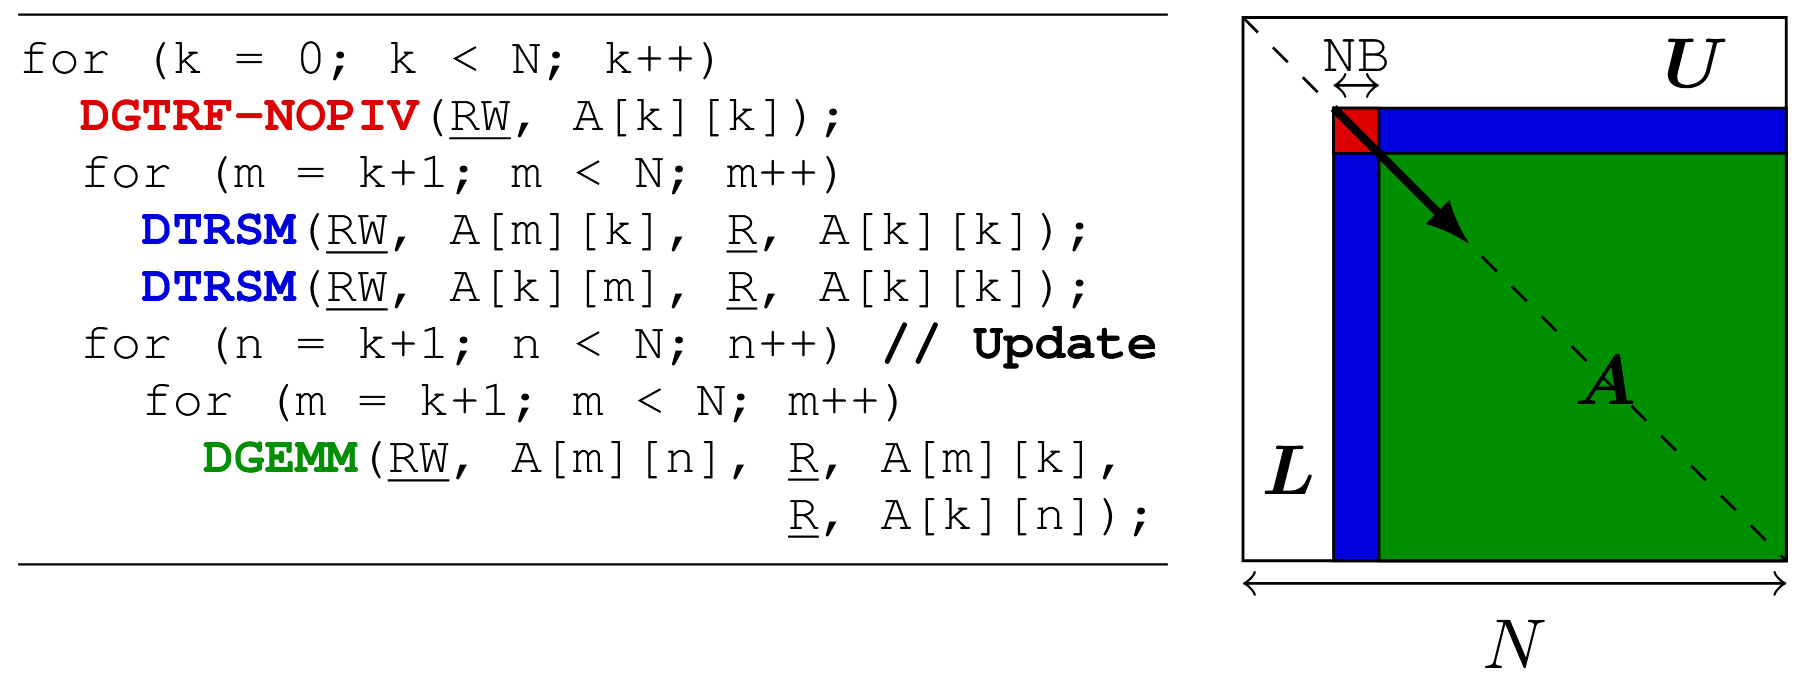 for (k = 0; k < N; k++)
DGTRF-NOPIV(RW, A[k][k]);
for (m = k+1; m < N; m++)
DTRSM(RW, A[m][k], R, A[k][k]);
DTRSM(RW, A[k][m], R, A[k][k]);
for (n = k+1; n < N; n++) // Update
for (m = k+1; m < N; m++)
DGEMM(RW, A[m][n], R, A[m][k],
R, A[k][n]);
NB
U
A
L
N